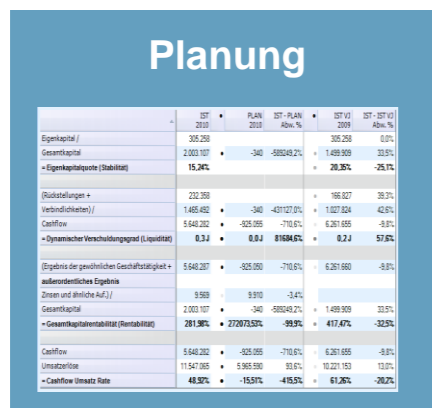 Planung
IST • PLAN IST - PLAN • IST VJ IST - IST VJ
2010 2010 Abw. % 2009 Abw. %
Eigenkapital / 305.258 305.258 0,0%
Gesamtkapital 2.003.107 • -340 -589249,2% • 1.499.909 33,5%
= Eigenkapitalquote (Stabilität) 15,24% • 20,35% -25,1%
(Rückstellungen + 232.358 • 166.827 39,3%
Verbindlichkeiten) / 1.465.492 • -340 -431127,0% • 1.027.824 42,6%
Cashflow 5.648.282 • -925.055 -710,6% 6.261.655 -9,8%
= Dynamischer Verschuldungsgrad (Liquidität) 0,3 J • 0,0 J 81684,6% • 0,2 J 57,6%
(Ergebnis der gewöhnlichen Geschäftstätigkeit + 5.648.287 • -925.050 -710,6% 6.261.660 -9,8%
außerordentliches Ergebnis
Zinsen und ähnliche Auf.) / 9.569 9.910 -3,4%
Gesamtkapital 2.003.107 • -340 -589249,2% • 1.499.909 33,5%
= Gesamtkapitalrentabilität (Rentabilität) 281,98% • 272073,53% -99,9% • 417,47% -32,5%
Cashflow 5.648.282 • -925.055 -710,6% 6.261.655 -9,8%
Umsatzerlöse 11.547.065 • 5.965.590 93,6% 10.221.153 13,0%
= Cashflow Umsatz Rate 48,92% • -15,51% -415,5% • 61,26% -20,2%